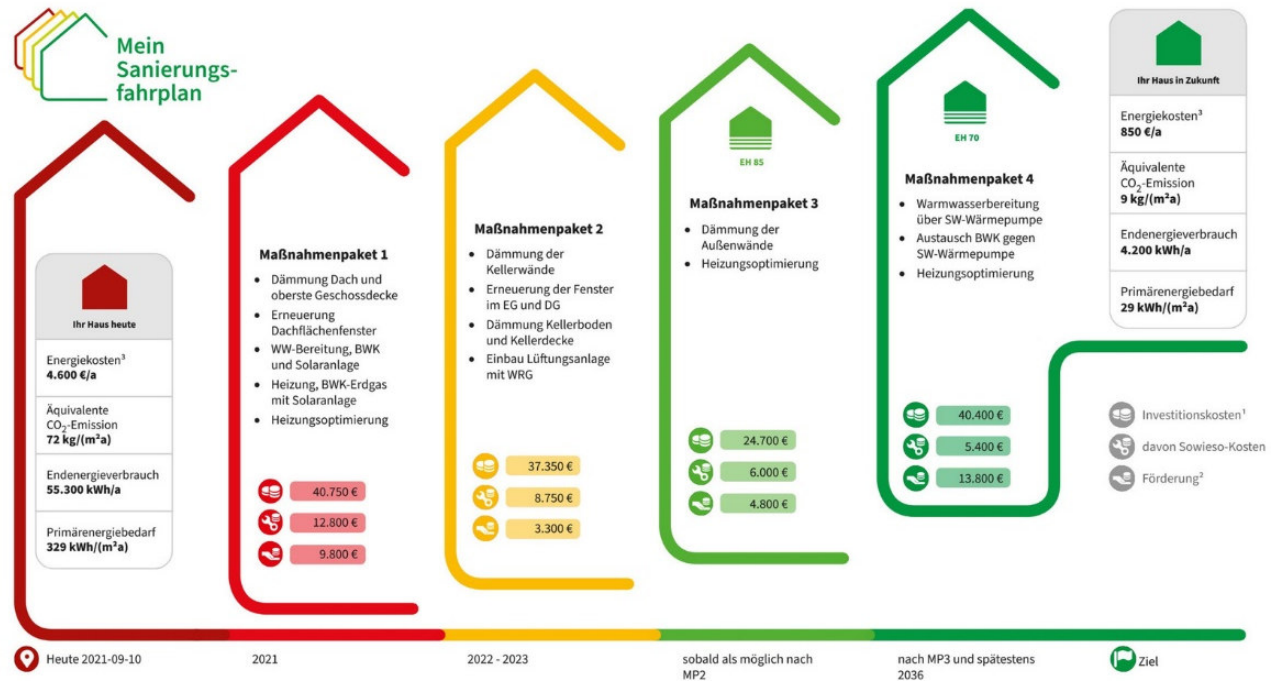 Mein
Sanierungs-
fahrplan
Ihr Haus heute
Energiekosten³
4.600 €/a
Äquivalente
CO₂-Emission
72 kg/(m²a)
Endenergieverbrauch
55.300 kWh/a
Primärenergiebedarf
329 kWh/(m²a)
Maßnahmenpaket 1
• Dämmung Dach und
oberste Geschossdecke
• Erneuerung
Dachflächenfenster
• WW-Bereitung, BWK
und Solaranlage
• Heizung, BWK-Erdgas
mit Solaranlage
• Heizungsoptimierung
40.750 €
12.800 €
9.800 €
Maßnahmenpaket 2
• Dämmung der
Kellerwände
• Erneuerung der Fenster
im EG und DG
• Dämmung Kellerboden
und Kellerdecke
• Einbau Lüftungsanlage
mit WRG
37.350 €
8.750 €
3.300 €
EH 85
Maßnahmenpaket 3
• Dämmung der
Außenwände
• Heizungsoptimierung
24.700 €
6.000 €
4.800 €
EH 70
Maßnahmenpaket 4
• Warmwasserbereitung
über SW-Wärmepumpe
• Austausch BWK gegen
SW-Wärmepumpe
• Heizungsoptimierung
40.400 €
5.400 €
13.800 €
Ihr Haus in Zukunft
Energiekosten³
850 €/a
Äquivalente
CO₂-Emission
9 kg/(m²a)
Endenergieverbrauch
4.200 kWh/a
Primärenergiebedarf
29 kWh/(m²a)
Investitionskosten¹
davon Sowieso-Kosten
Förderung²
Heute 2021-09-10
2021
2022 - 2023
sobald als möglich nach
MP2
nach MP3 und spätestens
2036
Ziel